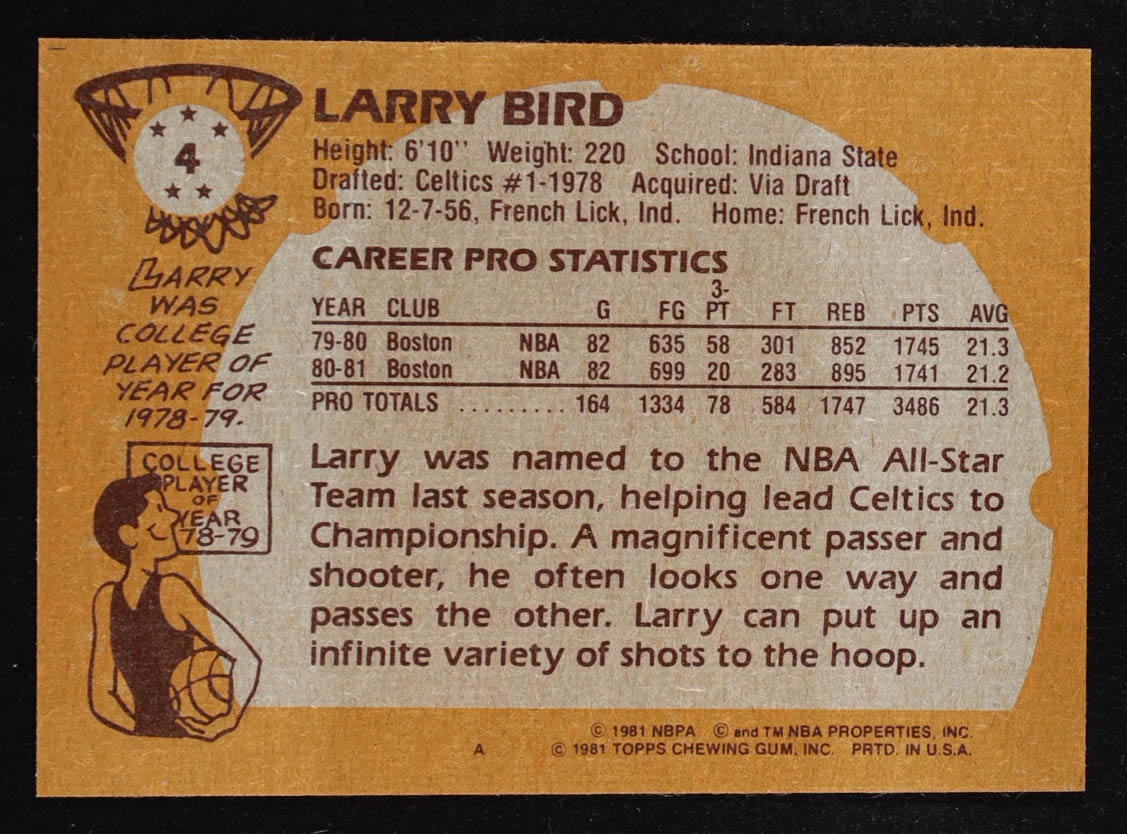 4
LARRY BIRD
Height: 6'10'' Weight: 220 School: Indiana State
Drafted: Celtics #1-1978 Acquired: Via Draft
Born: 12-7-56, French Lick, Ind. Home: French Lick, Ind.
LARRY
WAS
COLLEGE
PLAYER OF
YEAR FOR
1978-79.
COLLEGE
PLAYER
OF
YEAR
78-79
CAREER PRO STATISTICS
YEAR CLUB G FG 3-PT FT REB PTS AVG
79-80 Boston NBA 82 635 58 301 852 1745 21.3
80-81 Boston NBA 82 699 20 283 895 1741 21.2
PRO TOTALS .......... 164 1334 78 584 1747 3486 21.3
Larry was named to the NBA All-Star
Team last season, helping lead Celtics to
Championship. A magnificent passer and
shooter, he often looks one way and
passes the other. Larry can put up an
infinite variety of shots to the hoop.
© 1981 NBPA © and TM NBA PROPERTIES, INC.
A © 1981 TOPPS CHEWING GUM, INC. PRTD. IN U.S.A.